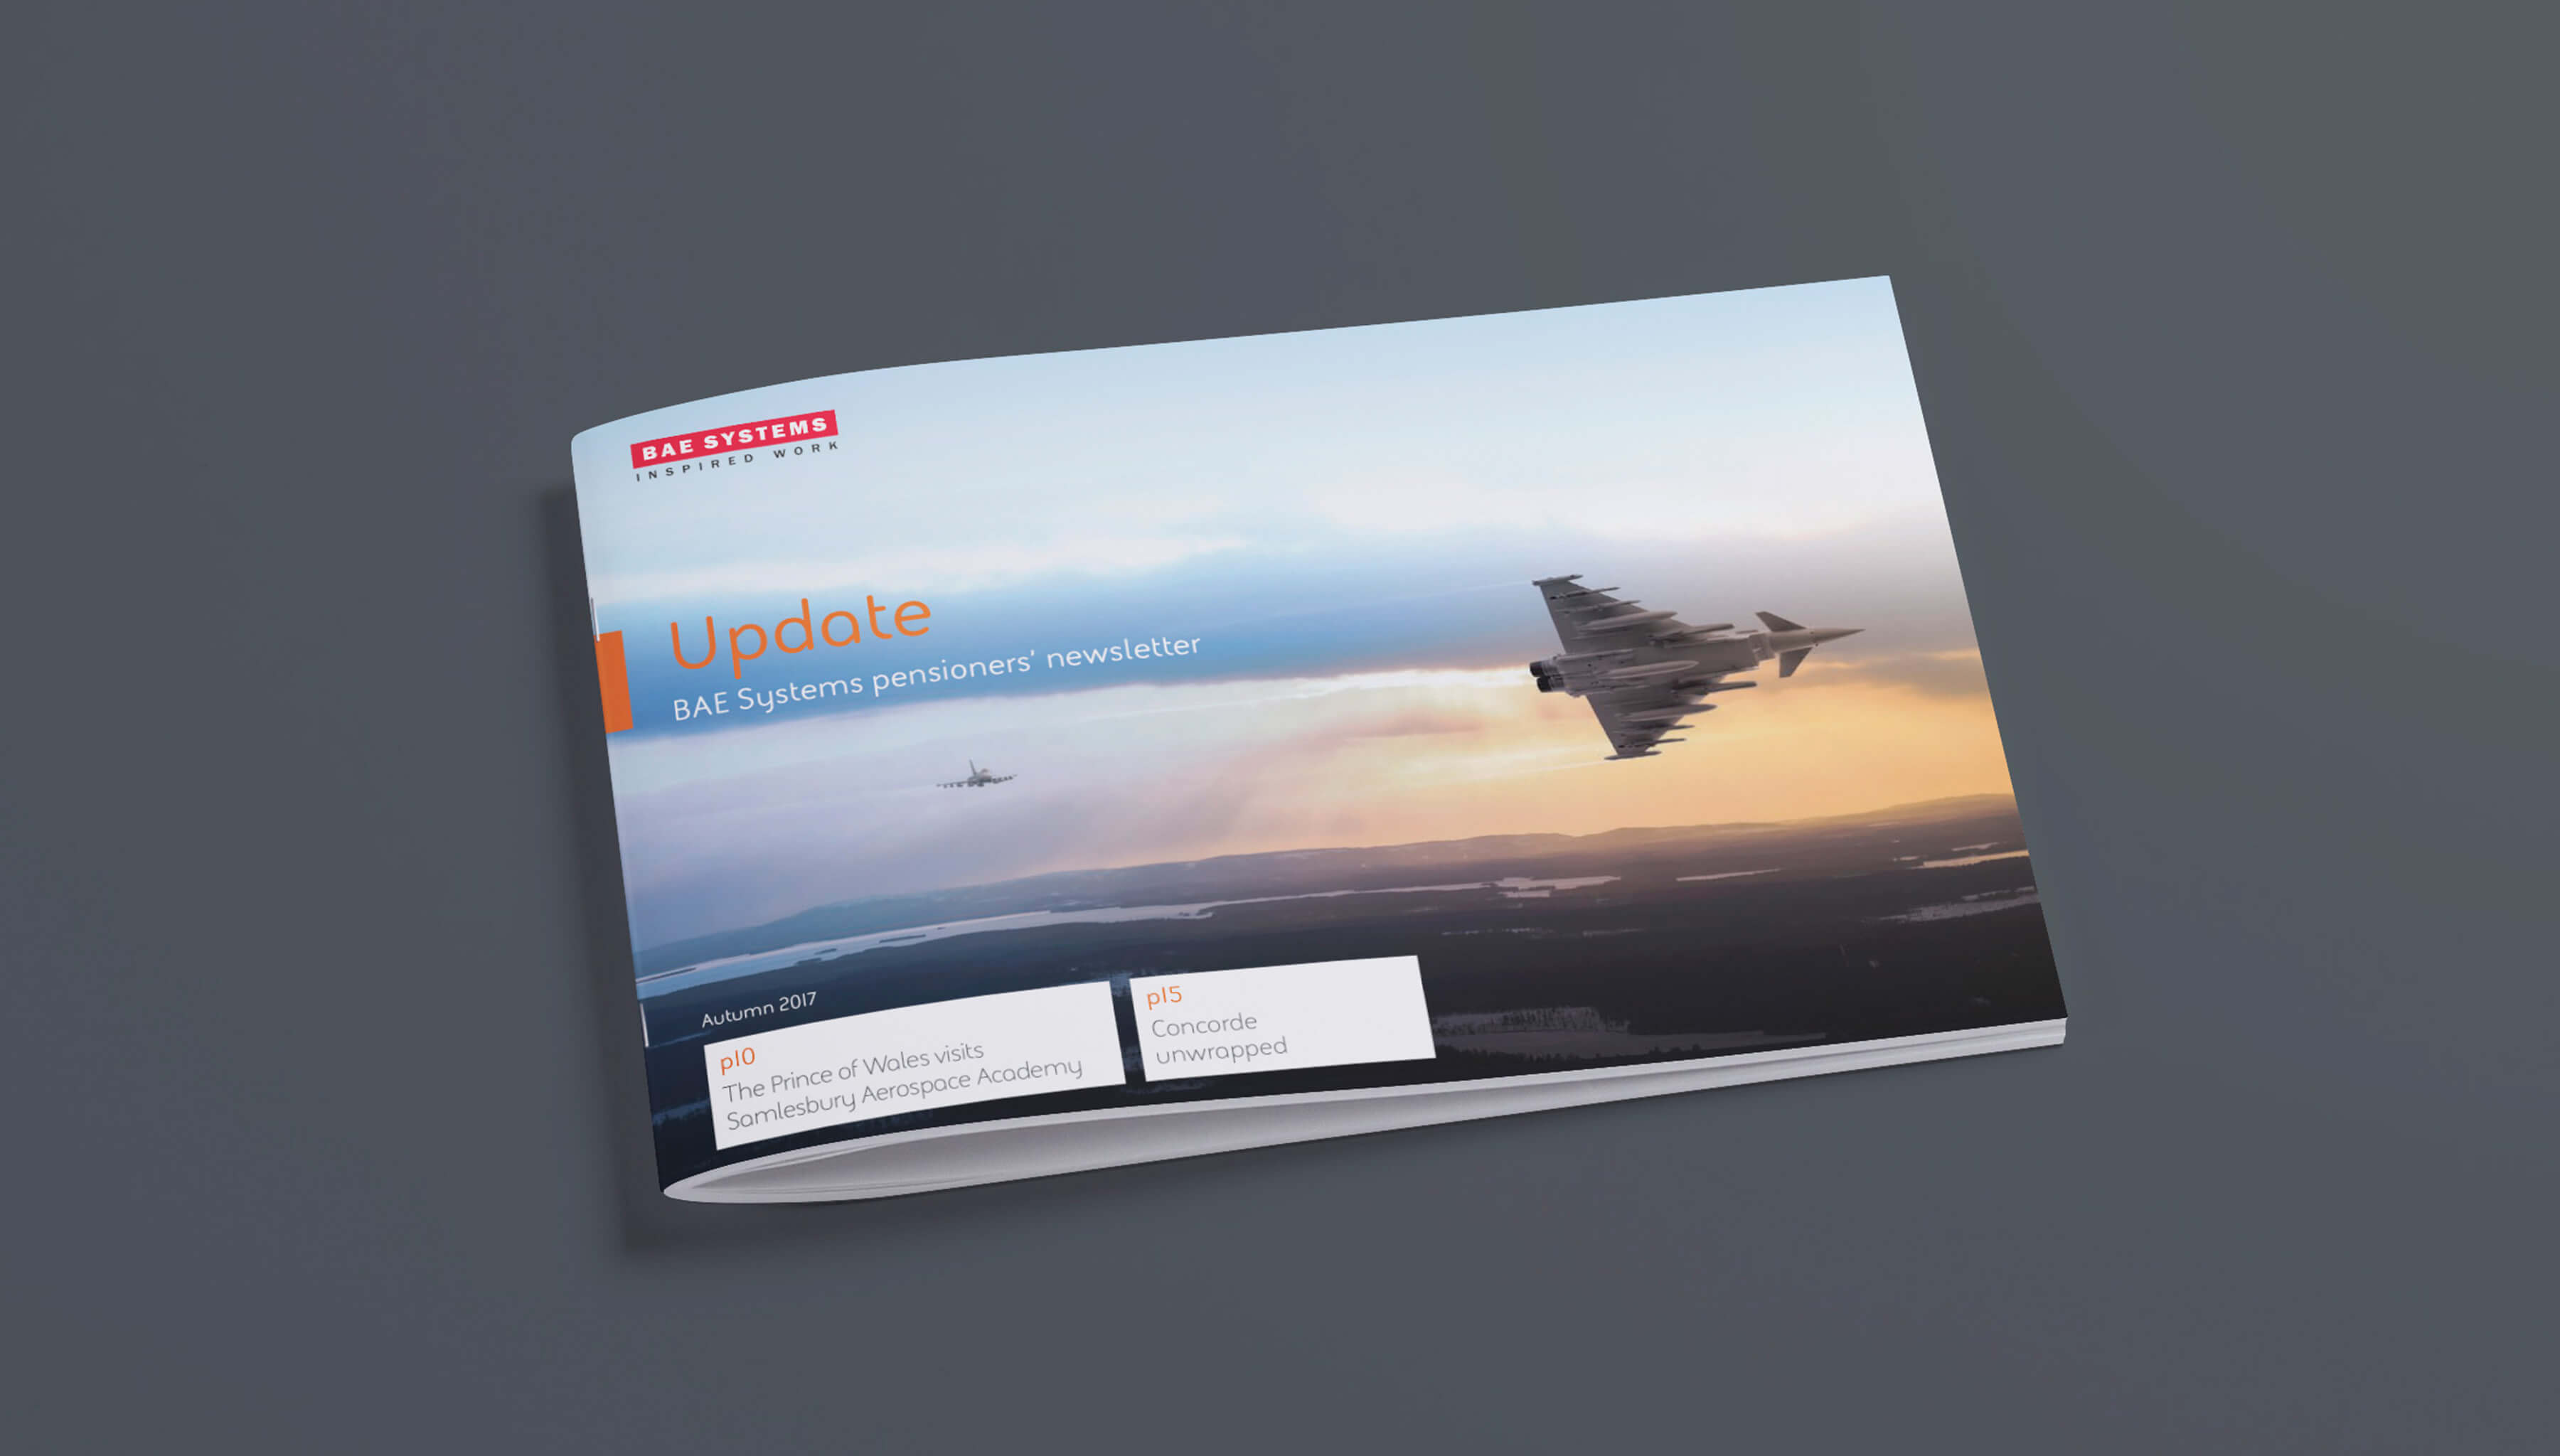 BAE SYSTEMS
INSPIRED WORK
Update
BAE Systems pensioners' newsletter
Autumn 2017
p10
The Prince of Wales visits
Samlesbury Aerospace Academy
p15
Concorde
unwrapped